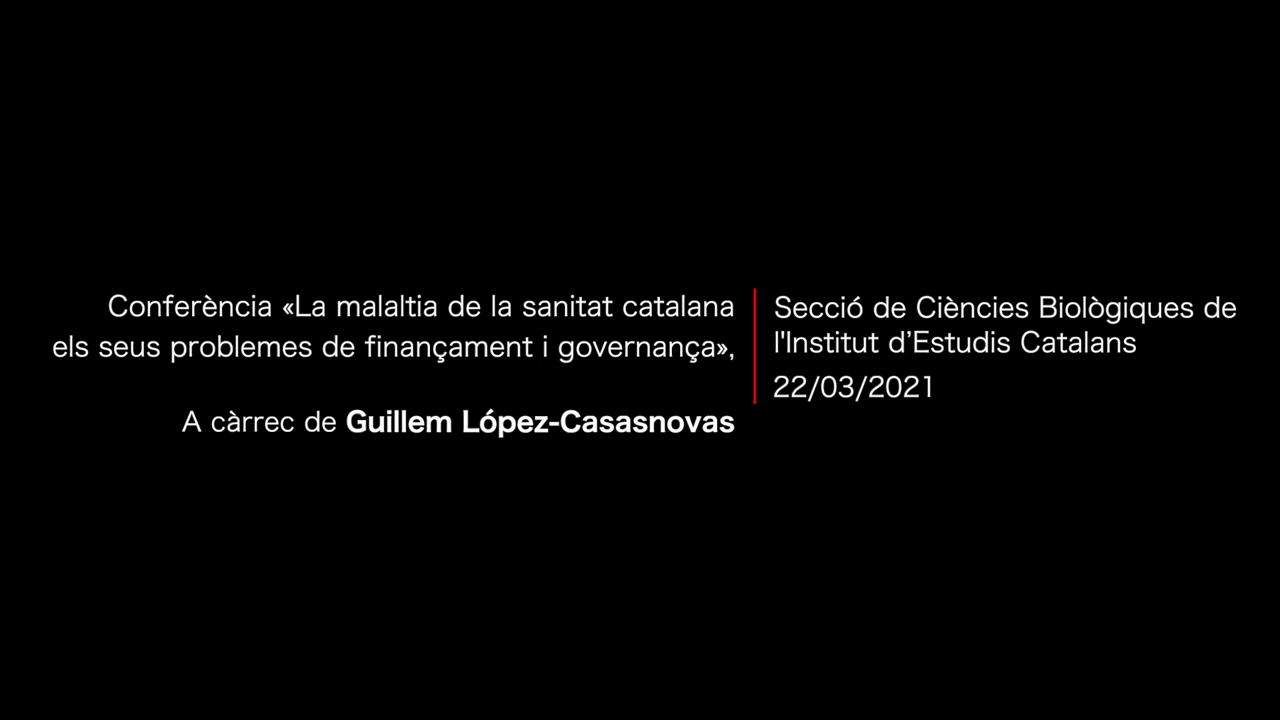 Conferència «La malaltia de la sanitat catalana
els seus problemes de finançament i governança»,
A càrrec de Guillem López-Casasnovas
Secció de Ciències Biològiques de
l'Institut d’Estudis Catalans
22/03/2021